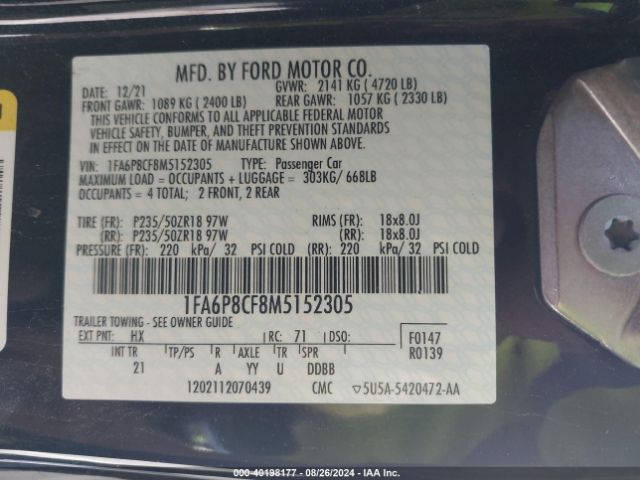 MFD. BY FORD MOTOR CO.
DATE: 12/21 GVWR: 2141 KG ( 4720 LB)
FRONT GAWR: 1089 KG ( 2400 LB) REAR GAWR: 1057 KG ( 2330 LB)
THIS VEHICLE CONFORMS TO ALL APPLICABLE FEDERAL MOTOR
VEHICLE SAFETY, BUMPER, AND THEFT PREVENTION STANDARDS
IN EFFECT ON THE DATE OF MANUFACTURE SHOWN ABOVE.
VIN: 1FA6P8CF8M5152305 TYPE: Passenger Car
MAXIMUM LOAD = OCCUPANTS + LUGGAGE = 303KG/ 668LB
OCCUPANTS = 4 TOTAL; 2 FRONT, 2 REAR
TIRE (FR): P235/50ZR18 97W RIMS (FR): 18x8.0J
(RR): P235/50ZR18 97W (RR): 18x8.0J
PRESSURE (FR): 220 kPa/ 32 PSI COLD (RR): 220 kPa/ 32 PSI COLD
1FA6P8CF8M5152305
TRAILER TOWING - SEE OWNER GUIDE
EXT PNT: HX RC: 71 DSO: F0147
INT TR TP/PS R AXLE TR SPR R0139
21 A YY U DDBB
1202112070439 CMC ▽5U5A-5420472-AA
000-40198177 - 08/26/2024 - IAA Inc.